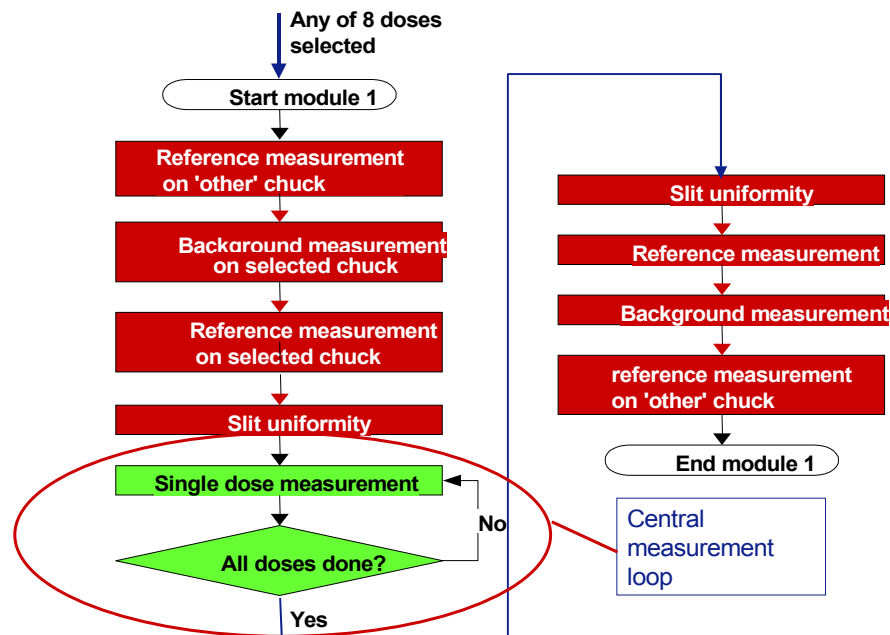 Any of 8 doses
selected
Start module 1
Reference measurement
on 'other' chuck
Background measurement
on selected chuck
Reference measurement
on selected chuck
Slit uniformity
Single dose measurement
No
All doses done?
Yes
Slit uniformity
Reference measurement
Background measurement
reference measurement
on 'other' chuck
End module 1
Central
measurement
loop